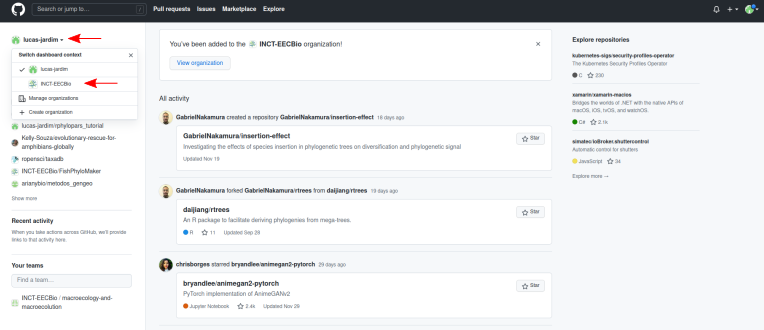 Search or jump to... /
Pull requests Issues Marketplace Explore
lucas-jardim
Switch dashboard context
lucas-jardim
INCT-EECBio
Manage organizations
Create organization
lucas-jardim/phylopars_tutorial
Kelly-Souza/evolutionary-rescue-for-
amphibians-globally
ropensci/taxadb
INCT-EECBio/FishPhyloMaker
arianybio/metodos_gengeo
Show more
Recent activity
When you take actions across GitHub, we'll provide
links to that activity here.
Your teams
Find a team...
INCT-EECBio / macroecology-and-
macroecolution
You've been added to the INCT-EECBio organization!
View organization
All activity
GabrielNakamura created a repository GabrielNakamura/insertion-effect 19 days ago
GabrielNakamura/insertion-effect
Star
Investigating the effects of species insertion in phylogenetic trees on diversification and phylogenetic signal
Updated Nov 19
GabrielNakamura forked GabrielNakamura/rtrees from daijiang/rtrees 19 days ago
daijiang/rtrees
Star
An R package to facilitate deriving phylogenies from mega-trees.
R 11 Updated Sep 28
chrisborges starred bryandlee/animegan2-pytorch 29 days ago
bryandlee/animegan2-pytorch
Star
PyTorch implementation of AnimeGANv2
Jupyter Notebook 2.4k Updated Nov 29
Explore repositories
kubernetes-sigs/security-profiles-operator
The Kubernetes Security Profiles Operator
C 230
xamarin/xamarin-macios
Bridges the worlds of .NET with the native APIs of
macOS, iOS, tvOS, and watchOS.
C# 2.1k
simatec/ioBroker.shuttercontrol
Automatic control for shutters
JavaScript 34
Explore more →